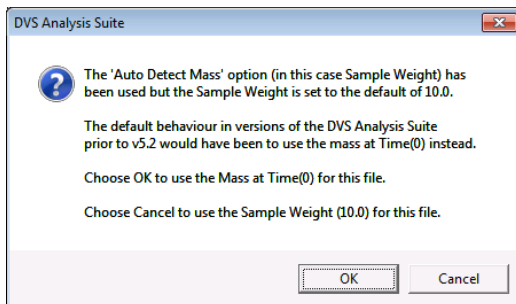 DVS Analysis Suite
The 'Auto Detect Mass' option (in this case Sample Weight) has
been used but the Sample Weight is set to the default of 10.0.
The default behaviour in versions of the DVS Analysis Suite
prior to v5.2 would have been to use the mass at Time(0) instead.
Choose OK to use the Mass at Time(0) for this file.
Choose Cancel to use the Sample Weight (10.0) for this file.
OK
Cancel